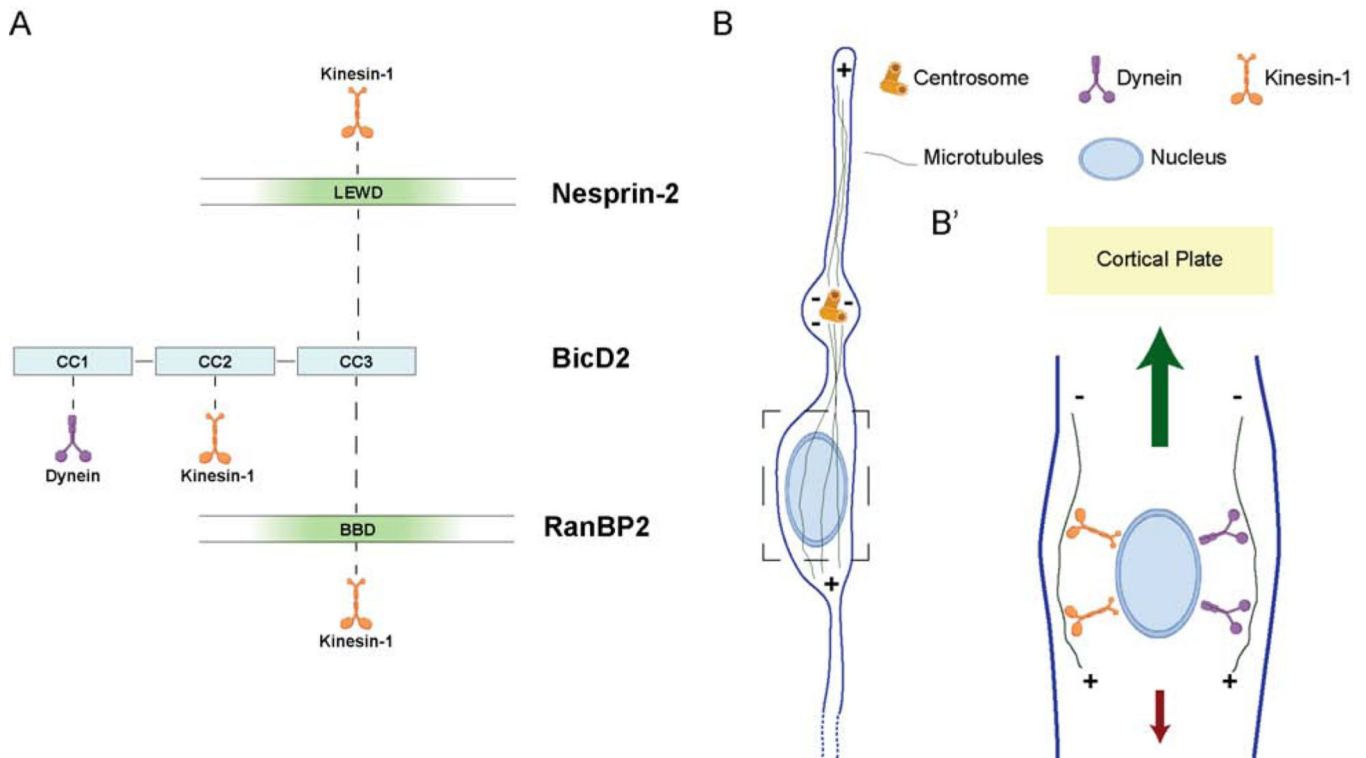 A
Kinesin-1
LEWD
Nesprin-2
CC1
CC2
CC3
BicD2
Dynein
Kinesin-1
BBD
RanBP2
Kinesin-1
B
+
Centrosome
Dynein
Kinesin-1
Microtubules
Nucleus
- -
-
+
B'
Cortical Plate
- -
+ +